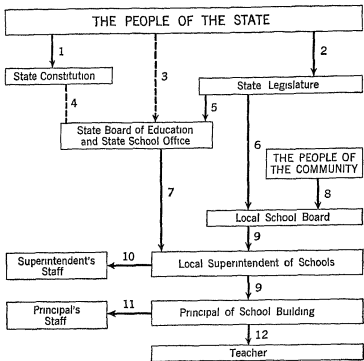 THE PEOPLE OF THE STATE
1
2
3
State Constitution
4
State Legislature
5
State Board of Education
and State School Office
6
THE PEOPLE OF
THE COMMUNITY
7
8
Local School Board
9
Superintendent's
Staff
10
Local Superintendent of Schools
9
Principal's
Staff
11
Principal of School Building
12
Teacher